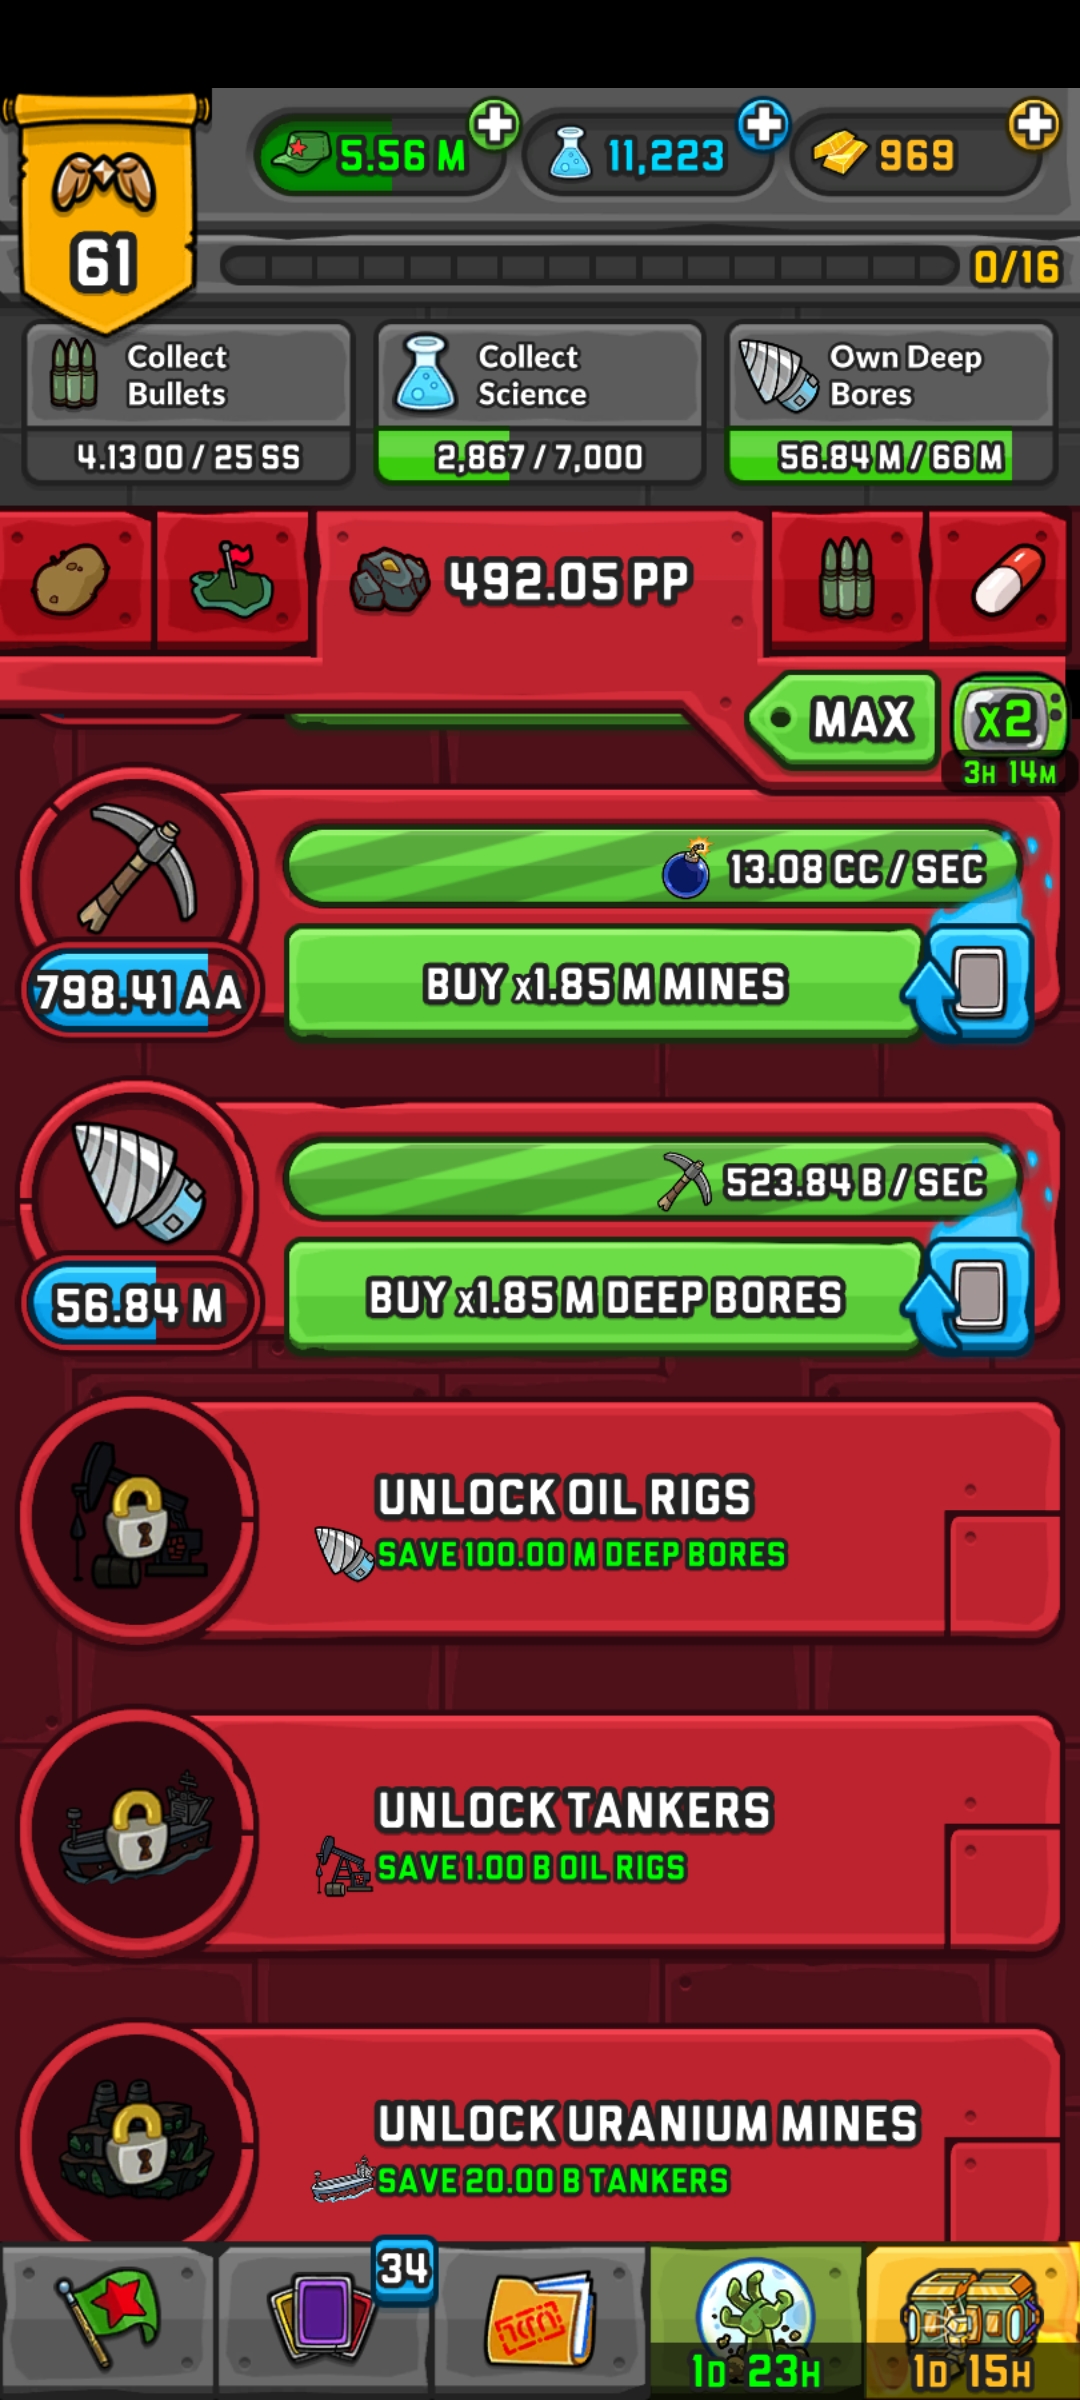 61
5.56 M
11,223
969
0/16
Collect
Bullets
4.13 OO / 25 SS
Collect
Science
2,867 / 7,000
Own Deep
Bores
56.84 M / 66 M
492.05 PP
MAX
x2
3H 14M
13.08 CC / SEC
798.41 AA
BUY x1.85 M MINES
523.84 B / SEC
56.84 M
BUY x1.85 M DEEP BORES
UNLOCK OIL RIGS
SAVE 100.00 M DEEP BORES
UNLOCK TANKERS
SAVE 1.00 B OIL RIGS
UNLOCK URANIUM MINES
SAVE 20.00 B TANKERS
34
1D 23H
1D 15H